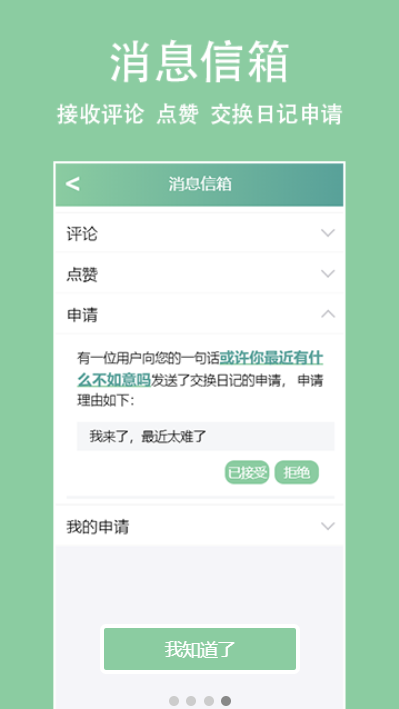 消息信箱
接收评论 点赞 交换日记申请
< 消息信箱
评论
点赞
申请
有一位用户向您的一句话或许你最近有什
么不如意吗发送了交换日记的申请， 申请
理由如下：
我来了，最近太难了
已接受 拒绝
我的申请
我知道了